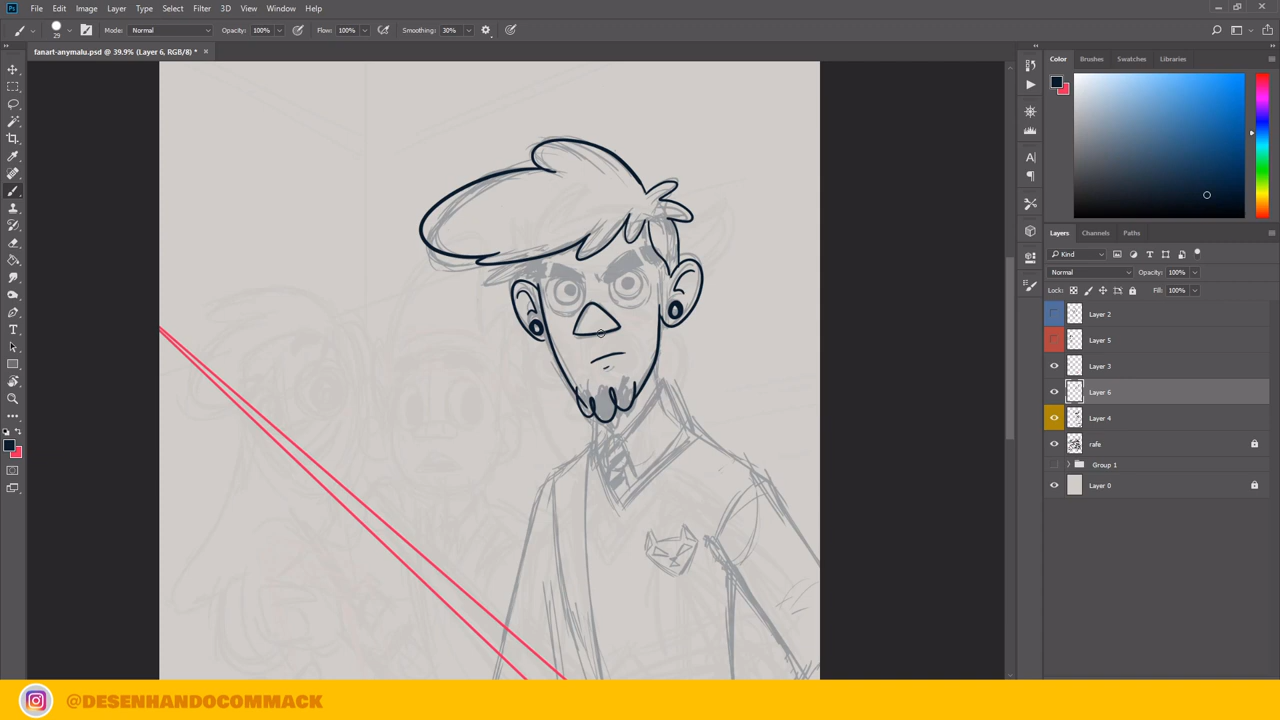 Ps File Edit Image Layer Type Select Filter 3D View Window Help
29 Mode: Normal Opacity: 100% Flow: 100% Smoothing: 30%
fanart-anymalu.psd @ 39.9% (Layer 6, RGB/8) * ×
Color Brushes Swatches Libraries
Layers Channels Paths
Kind
Normal Opacity: 100%
Lock: Fill: 100%
Layer 2
Layer 5
Layer 3
Layer 6
Layer 4
rafe
Group 1
Layer 0
@DESENHANDOCOMMACK